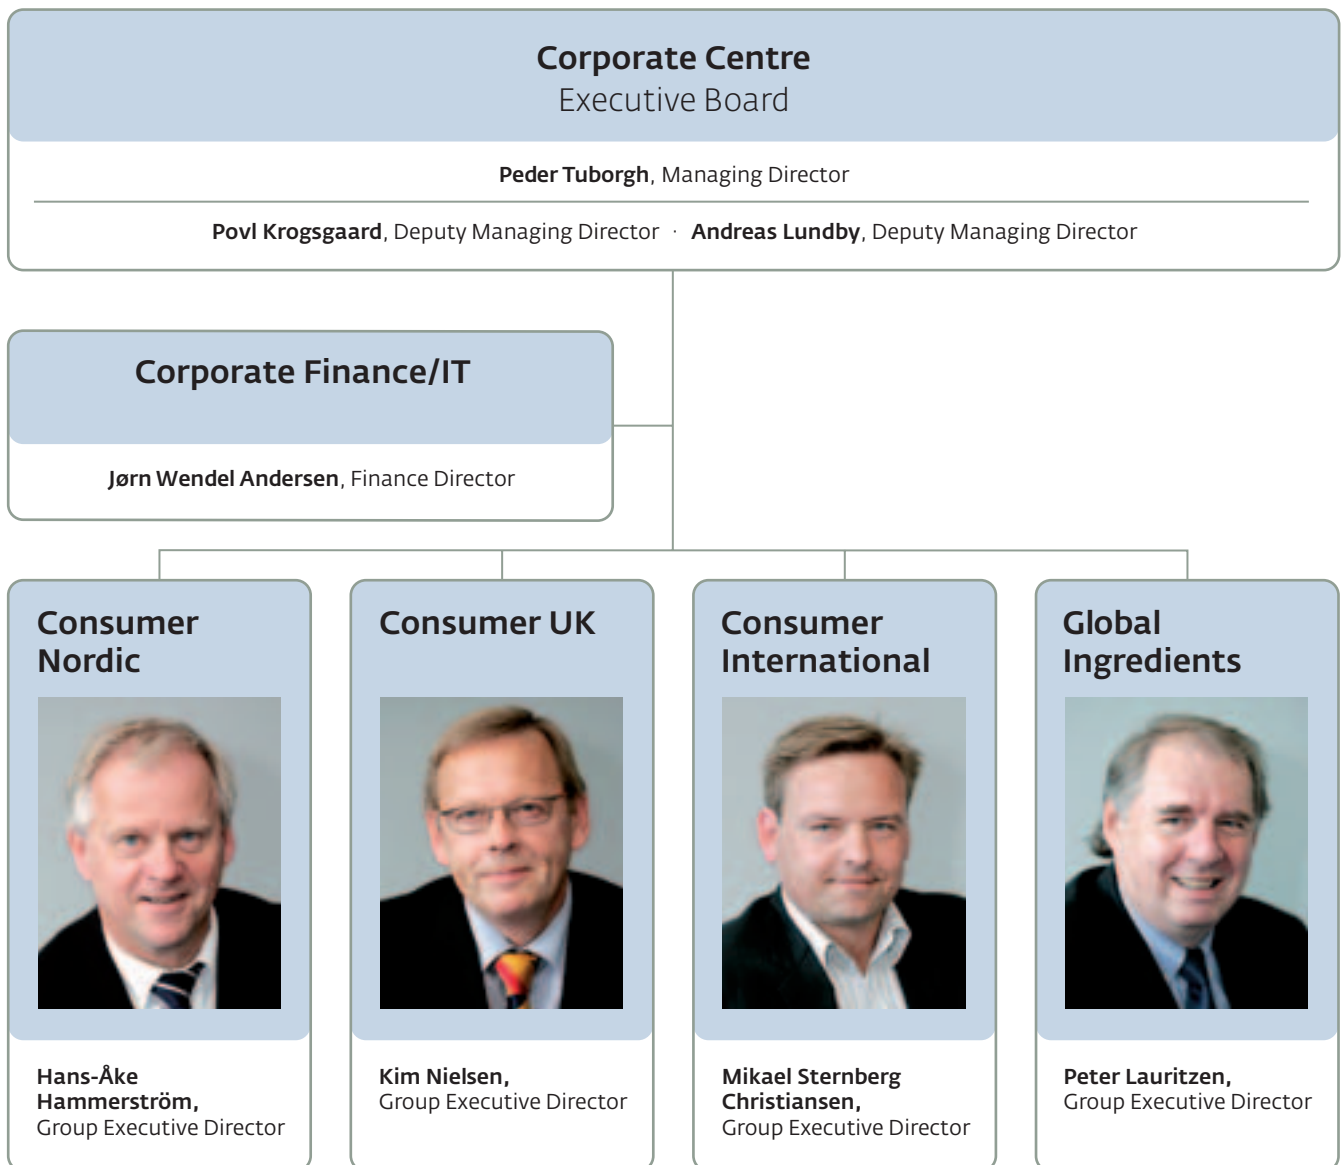 Corporate Centre
Executive Board
Peder Tuborgh, Managing Director
Povl Krogsgaard, Deputy Managing Director · Andreas Lundby, Deputy Managing Director
Corporate Finance/IT
Jørn Wendel Andersen, Finance Director
Consumer
Nordic
Hans-Åke
Hammerström,
Group Executive Director
Consumer UK
Kim Nielsen,
Group Executive Director
Consumer
International
Mikael Sternberg
Christiansen,
Group Executive Director
Global
Ingredients
Peter Lauritzen,
Group Executive Director